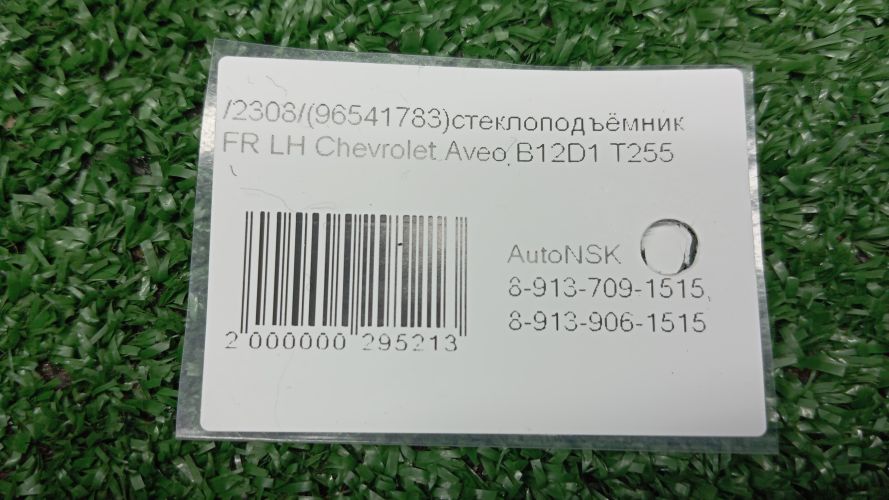 /2308/(96541783)стеклоподъёмник
FR LH Chevrolet Aveo B12D1 T255
AutoNSK
8-913-709-1515,
8-913-906-1515
2 000000 295213